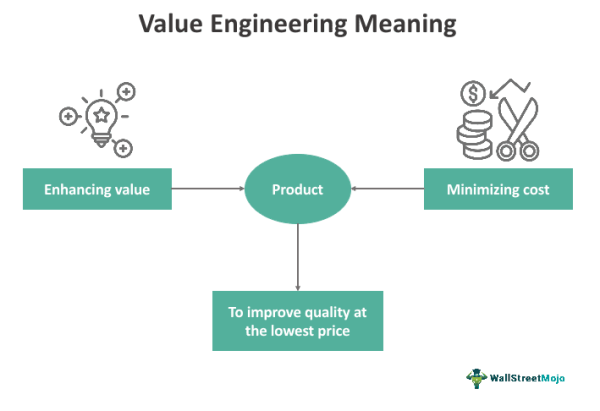 Value Engineering Meaning
$
Enhancing value
Product
Minimizing cost
To improve quality at
the lowest price
WallStreetMojo